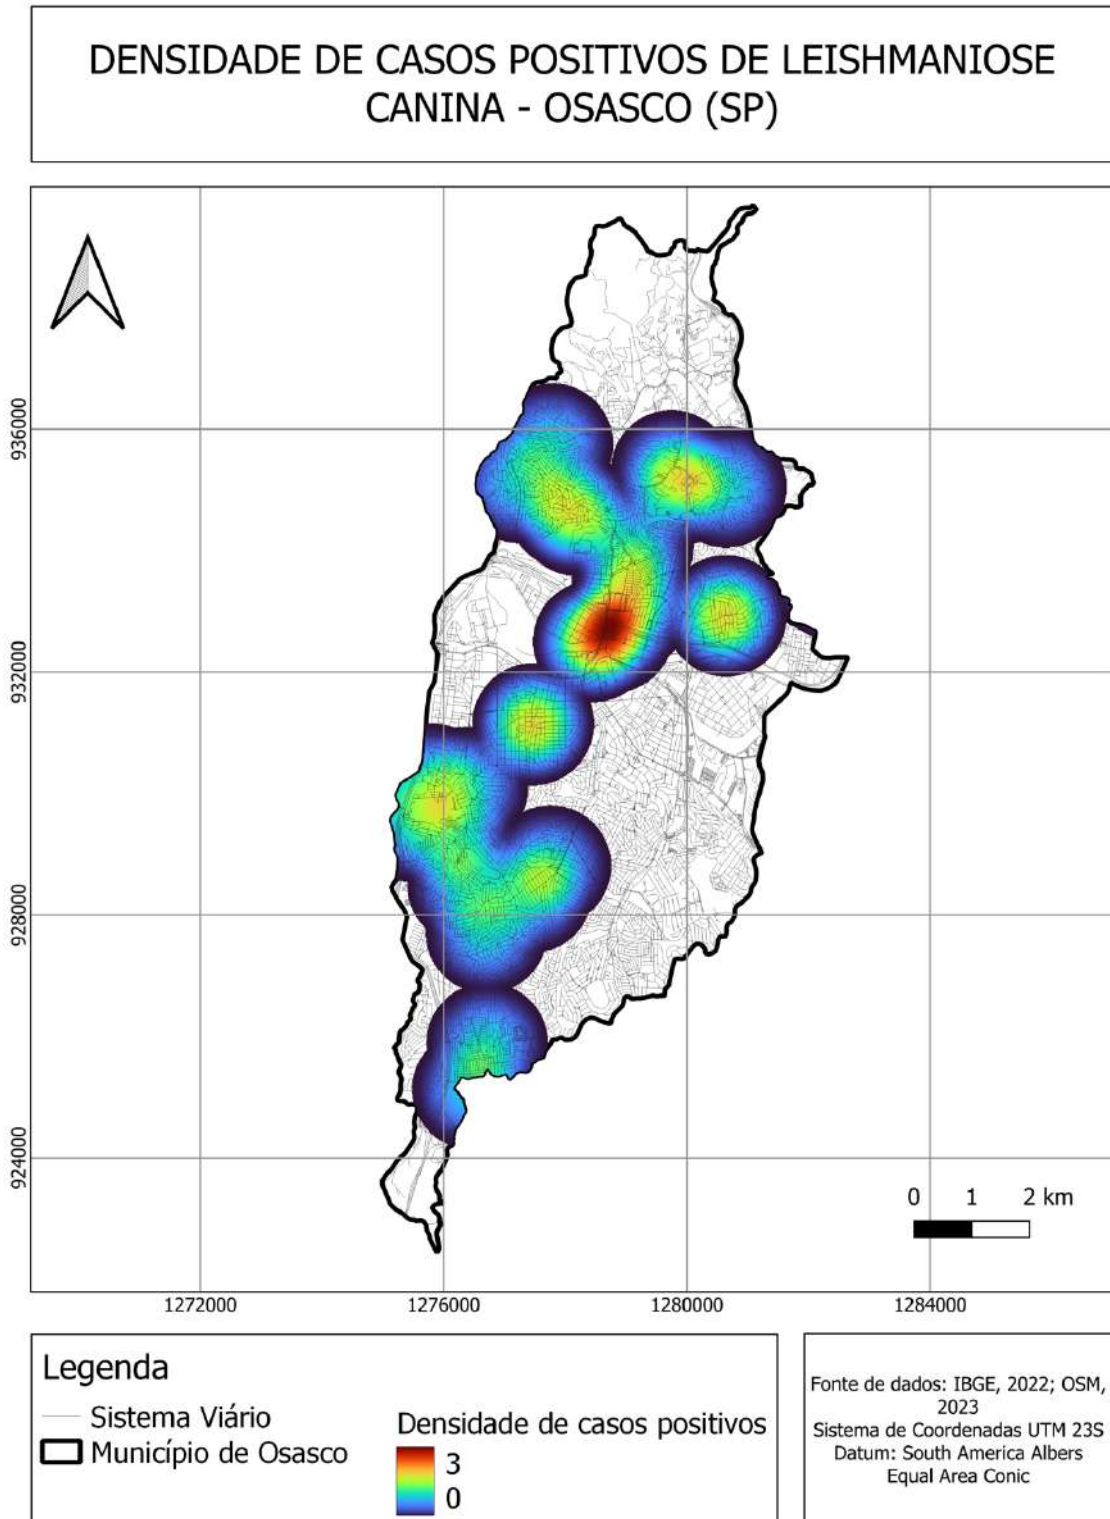 DENSIDADE DE CASOS POSITIVOS DE LEISHMANIOSE
CANINA - OSASCO (SP)
936000
932000
928000
924000
0 1 2 km
1272000 1276000 1280000 1284000
Legenda
Sistema Viário
Município de Osasco
Densidade de casos positivos
3
0
Fonte de dados: IBGE, 2022; OSM,
2023
Sistema de Coordenadas UTM 23S
Datum: South America Albers
Equal Area Conic